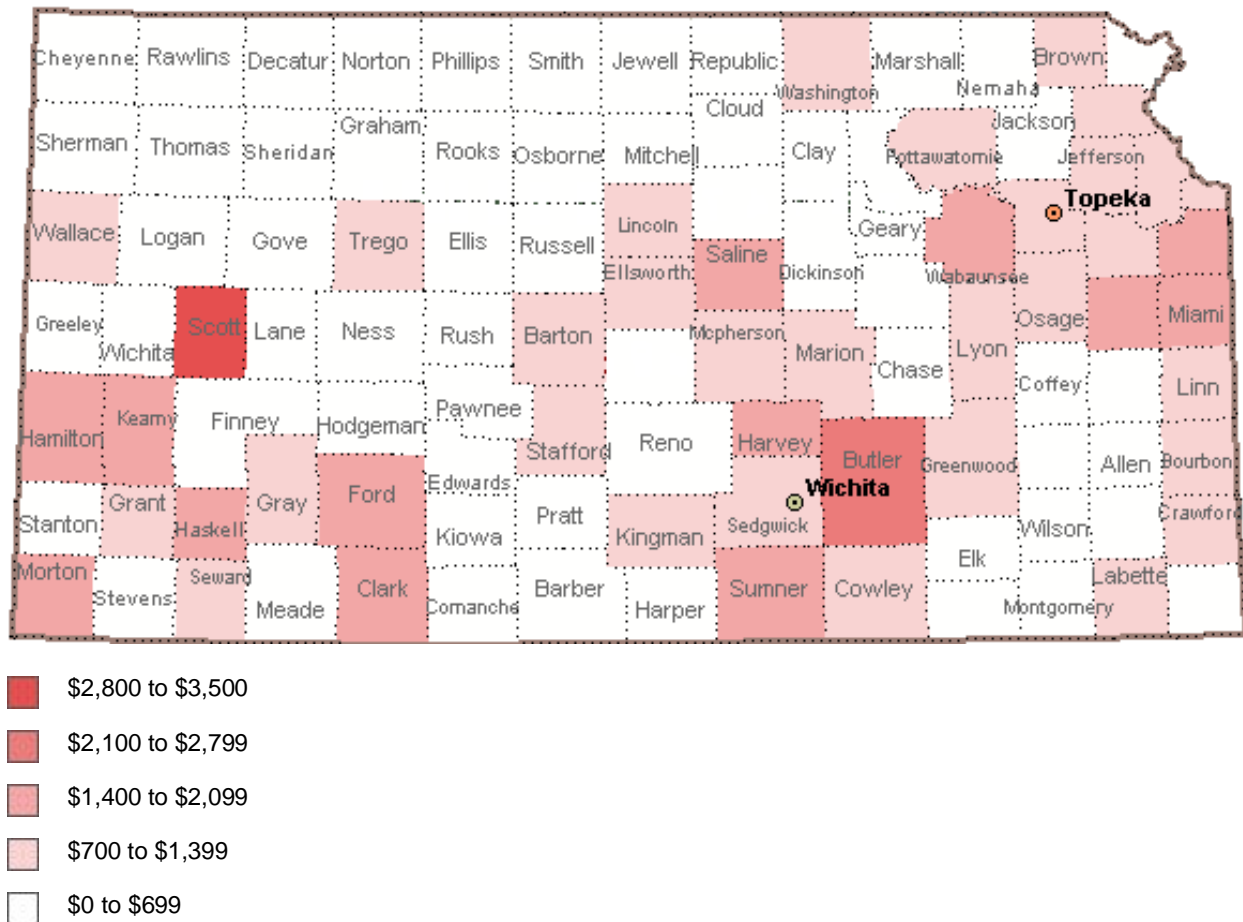 Cheyenne Rawlins Decatur Norton Phillips Smith Jewell Republic Marshall Brown
Washington Nemaha
Cloud
Graham Jackson
Sherman Thomas Sheridan Rooks Osborne Mitchell Clay Pottawatomie Jefferson
Topeka
Wallace Logan Gove Trego Ellis Russell Lincoln Geary
Saline
Ellsworth Dickinson Wabaunsee
Greeley Scott Lane Ness Rush Barton Mcpherson Osage Miami
Wichita Marion Lyon
Chase Coffey Linn
Kearny Finney Hodgeman Pawnee
Hamilton Stafford Reno Harvey Butler Greenwood Allen Bourbon
Edwards
Grant Gray Ford Wichita
Stanton Haskell Kiowa Pratt Kingman Sedgwick Wilson Crawford
Elk
Morton Seward Labette
Stevens Meade Clark Comanche Barber Harper Sumner Cowley Montgomery
$2,800 to $3,500
$2,100 to $2,799
$1,400 to $2,099
$700 to $1,399
$0 to $699